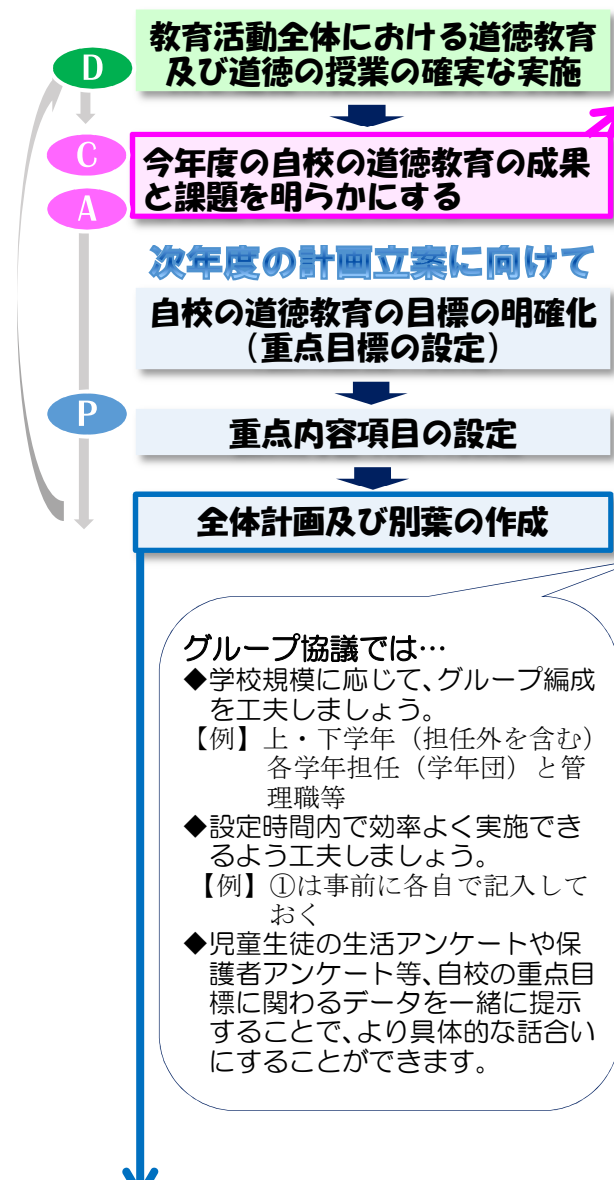 教育活動全体における道徳教育
及び道徳の授業の確実な実施
D
C
今年度の自校の道徳教育の成果
と課題を明らかにする
A
次年度の計画立案に向けて
自校の道徳教育の目標の明確化
（重点目標の設定）
P
重点内容項目の設定
全体計画及び別葉の作成
グループ協議では…
◆学校規模に応じて、グループ編成
を工夫しましょう。
【例】上・下学年（担任外を含む）
各学年担任（学年団）と管
理職等
◆設定時間内で効率よく実施でき
るよう工夫しましょう。
【例】①は事前に各自で記入して
おく
◆児童生徒の生活アンケートや保
護者アンケート等、自校の重点目
標に関わるデータを一緒に提示
することで、より具体的な話合い
にすることができます。